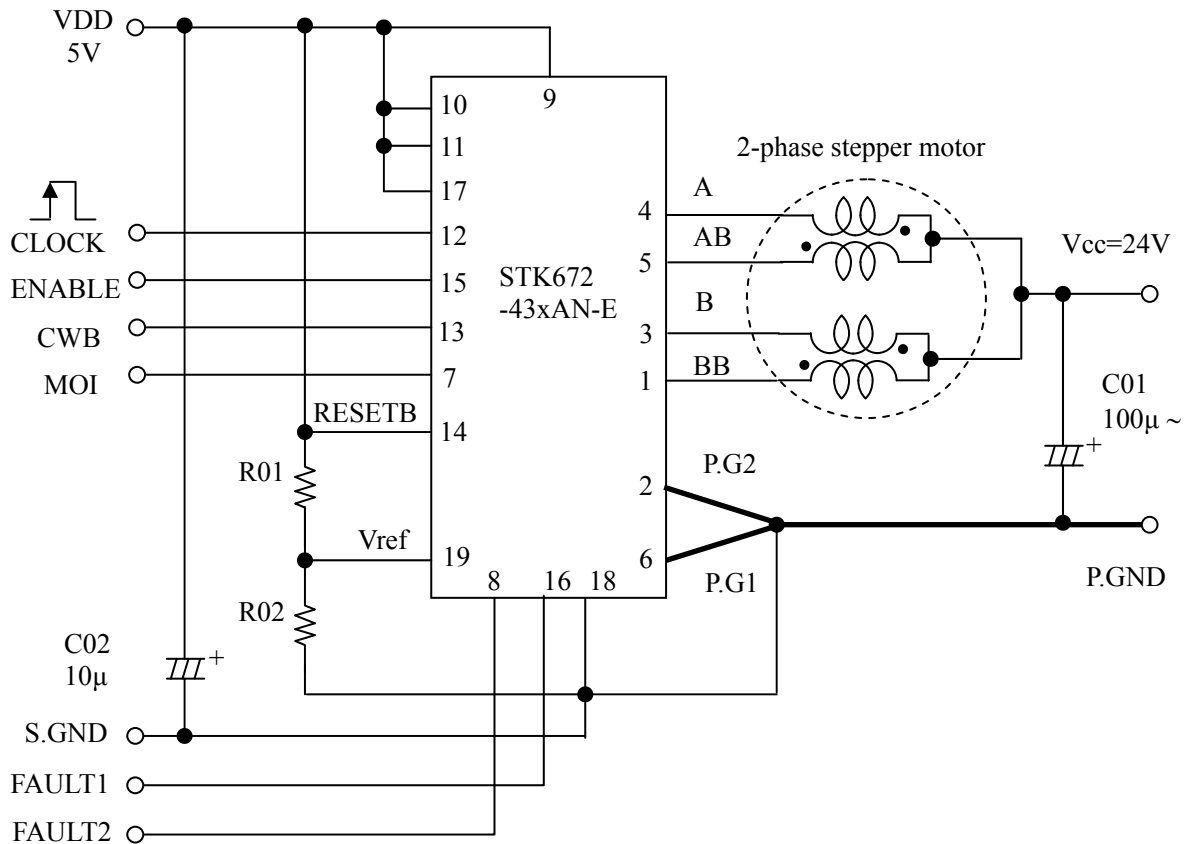 VDD
5V
9
10
11
17
2-phase stepper motor
A
4
CLOCK
12
AB
Vcc=24V
5
ENABLE
15
STK672
-43xAN-E
B
CWB
13
3
MOI
7
BB
1
C01
100µ ~
+
RESETB
14
R01
P.G2
2
Vref
19
6
P.G1
P.GND
8
16
18
R02
C02
10µ
+
S.GND
FAULT1
FAULT2